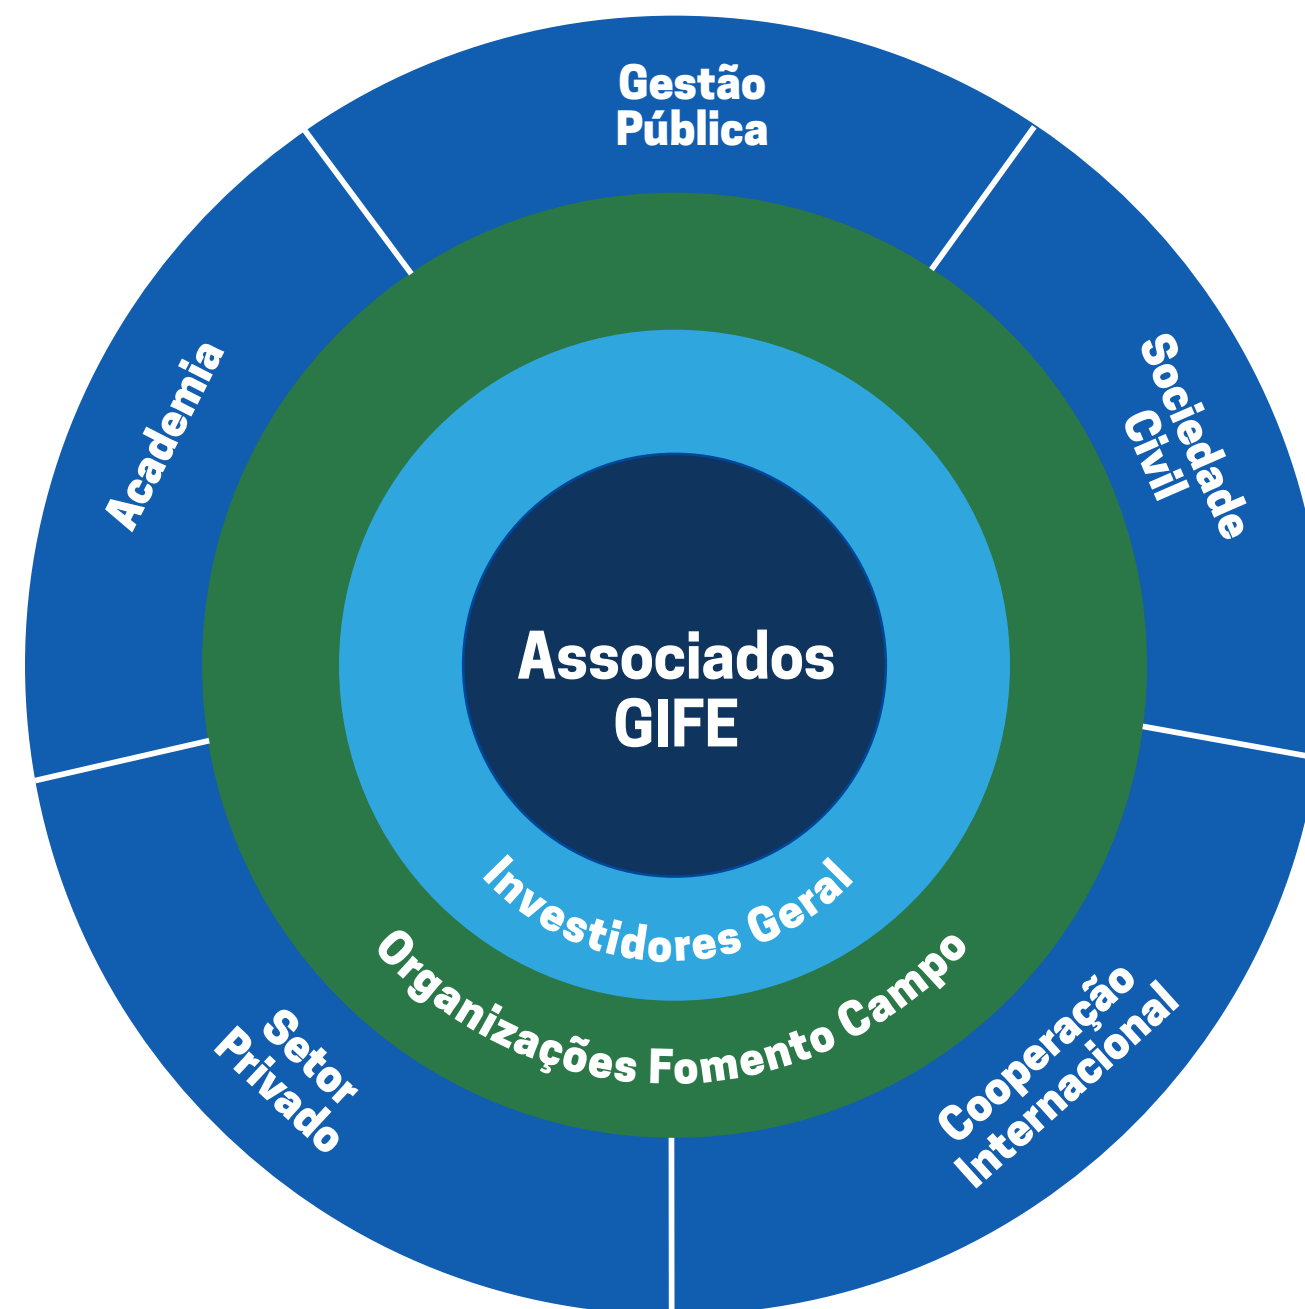 Gestão
Pública
Academia
Sociedade
Civil
Associados
GIFE
Investidores Geral
Organizações Fomento Campo
Setor
Privado
Cooperação
Internacional